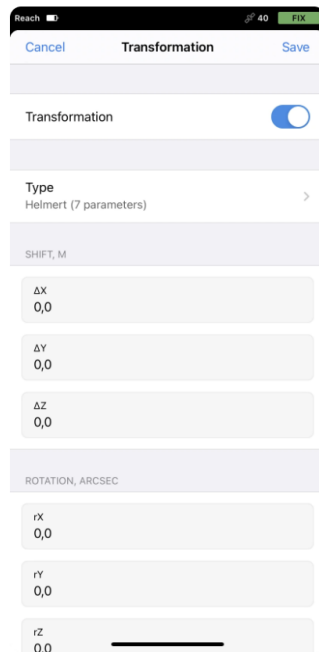 Reach 40 FIX
Cancel Transformation Save
Transformation
Type
Helmert (7 parameters)
SHIFT, M
ΔX
0,0
ΔY
0,0
ΔZ
0,0
ROTATION, ARCSEC
rX
0,0
rY
0,0
rZ
0,0